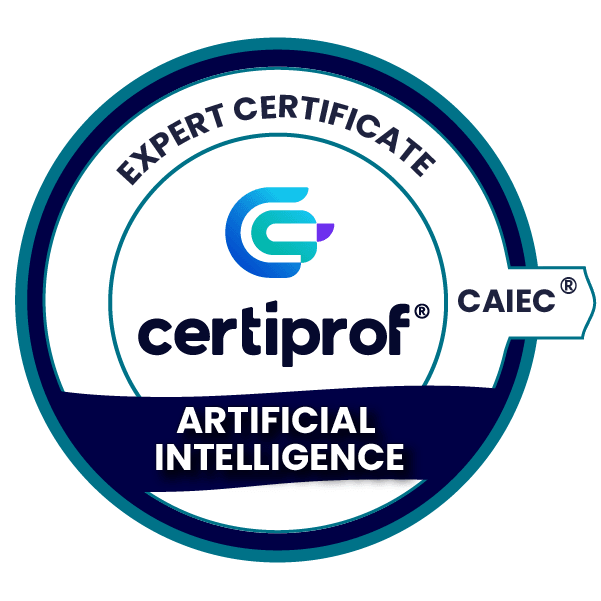 EXPERT CERTIFICATE
certiprof®
CAIEC®
ARTIFICIAL
INTELLIGENCE